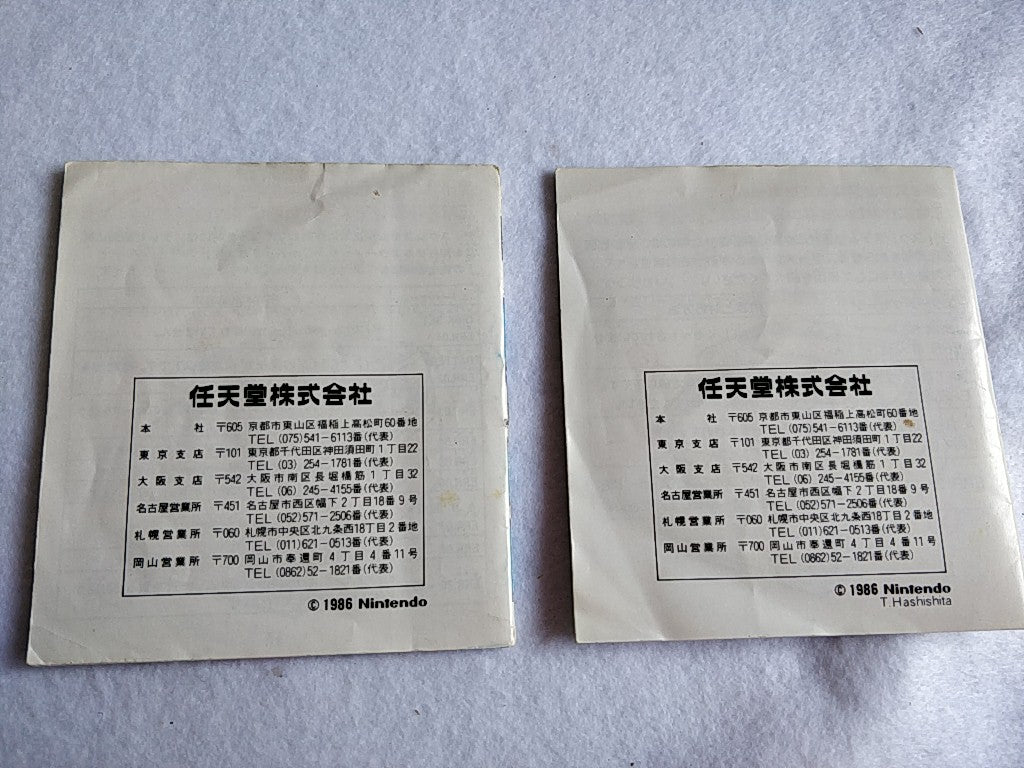 任天堂株式会社
本 社 〒605 京都市東山区福稲上高松町60番地
TEL (075)541−6113番(代表)
東京支店 〒101 東京都千代田区神田須田町1丁目22
TEL (03) 254−1781番(代表)
大阪支店 〒542 大阪市南区長堀橋筋1丁目32
TEL (06) 245−4155番(代表)
名古屋営業所 〒451 名古屋市西区幅下2丁目18番9号
TEL (052)571−2506番(代表)
札幌営業所 〒060 札幌市中央区北九条西18丁目2番地
TEL (011)621−0513番(代表)
岡山営業所 〒700 岡山市奉還町4丁目4番11号
TEL (0862)52−1821番(代表)
© 1986 Nintendo
任天堂株式会社
本 社 〒605 京都市東山区福稲上高松町60番地
TEL (075)541−6113番(代表)
東京支店 〒101 東京都千代田区神田須田町1丁目22
TEL (03) 254−1781番(代表)
大阪支店 〒542 大阪市南区長堀橋筋1丁目32
TEL (06) 245−4155番(代表)
名古屋営業所 〒451 名古屋市西区幅下2丁目18番9号
TEL (052)571−2506番(代表)
札幌営業所 〒060 札幌市中央区北九条西18丁目2番地
TEL (011)621−0513番(代表)
岡山営業所 〒700 岡山市奉還町4丁目4番11号
TEL (0862)52−1821番(代表)
© 1986 Nintendo
T.Hashishita